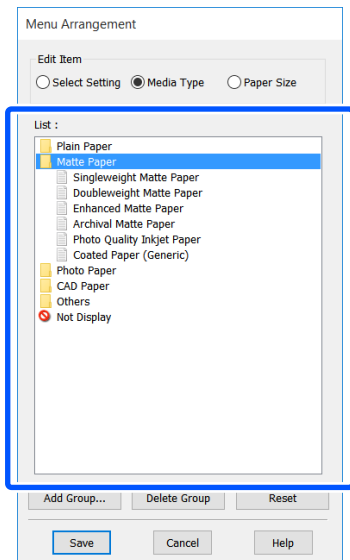 Menu Arrangement
Edit Item
Select Setting Media Type Paper Size
List :
Plain Paper
Matte Paper
Singleweight Matte Paper
Doubleweight Matte Paper
Enhanced Matte Paper
Archival Matte Paper
Photo Quality Inkjet Paper
Coated Paper (Generic)
Photo Paper
CAD Paper
Others
Not Display
Add Group... Delete Group Reset
Save Cancel Help